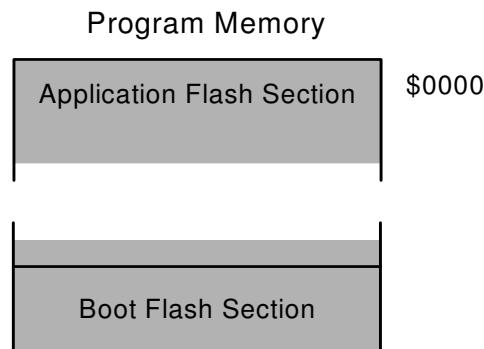 Program Memory
Application Flash Section
$0000
Boot Flash Section